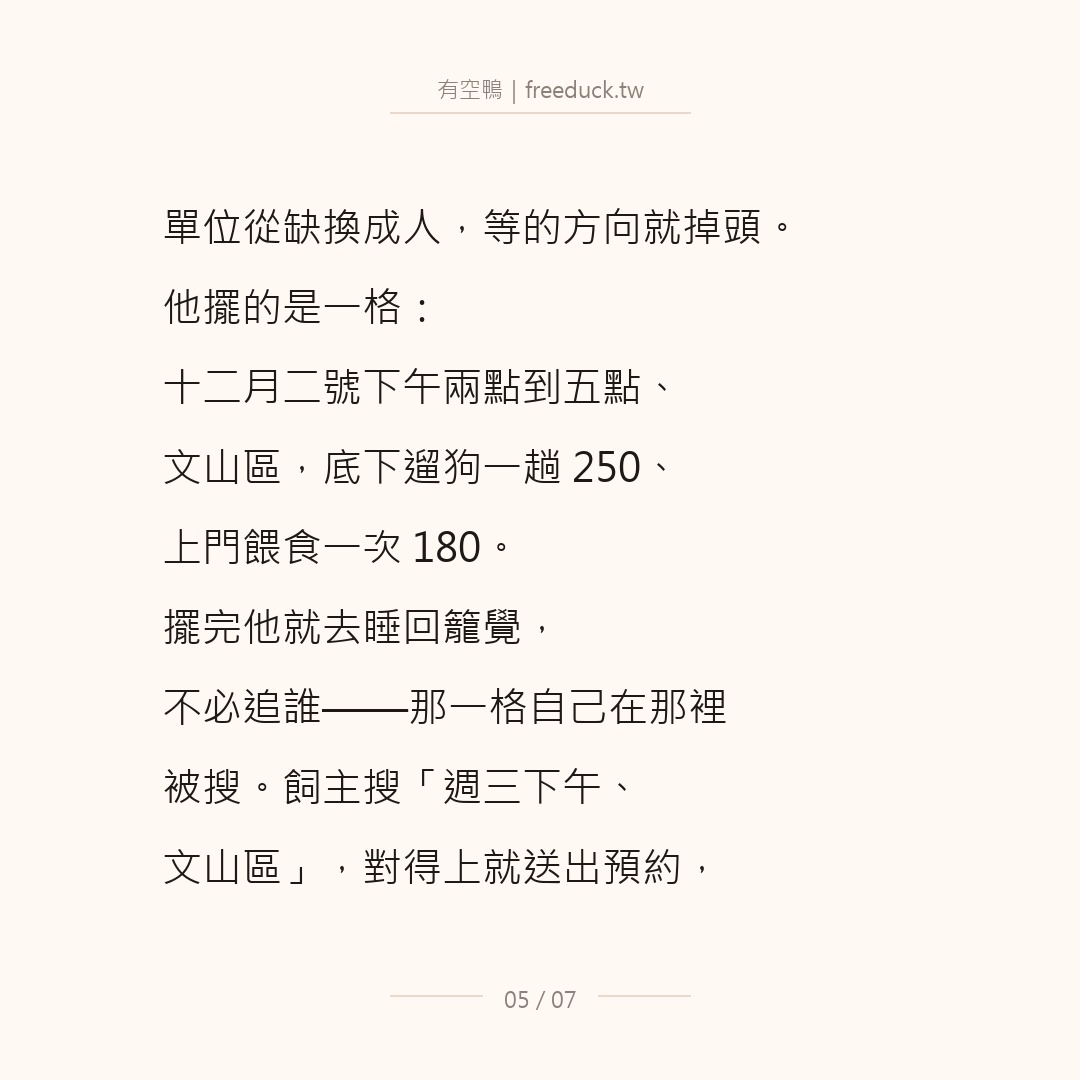 有空鴨 | freeduck.tw
單位從缺換成人，等的方向就掉頭。
他擺的是一格：
十二月二號下午兩點到五點、
文山區，底下遛狗一趟 250、
上門餵食一次 180。
擺完他就去睡回籠覺，
不必追誰——那一格自己在那裡
被搜。飼主搜「週三下午、
文山區」，對得上就送出預約，
05 / 07